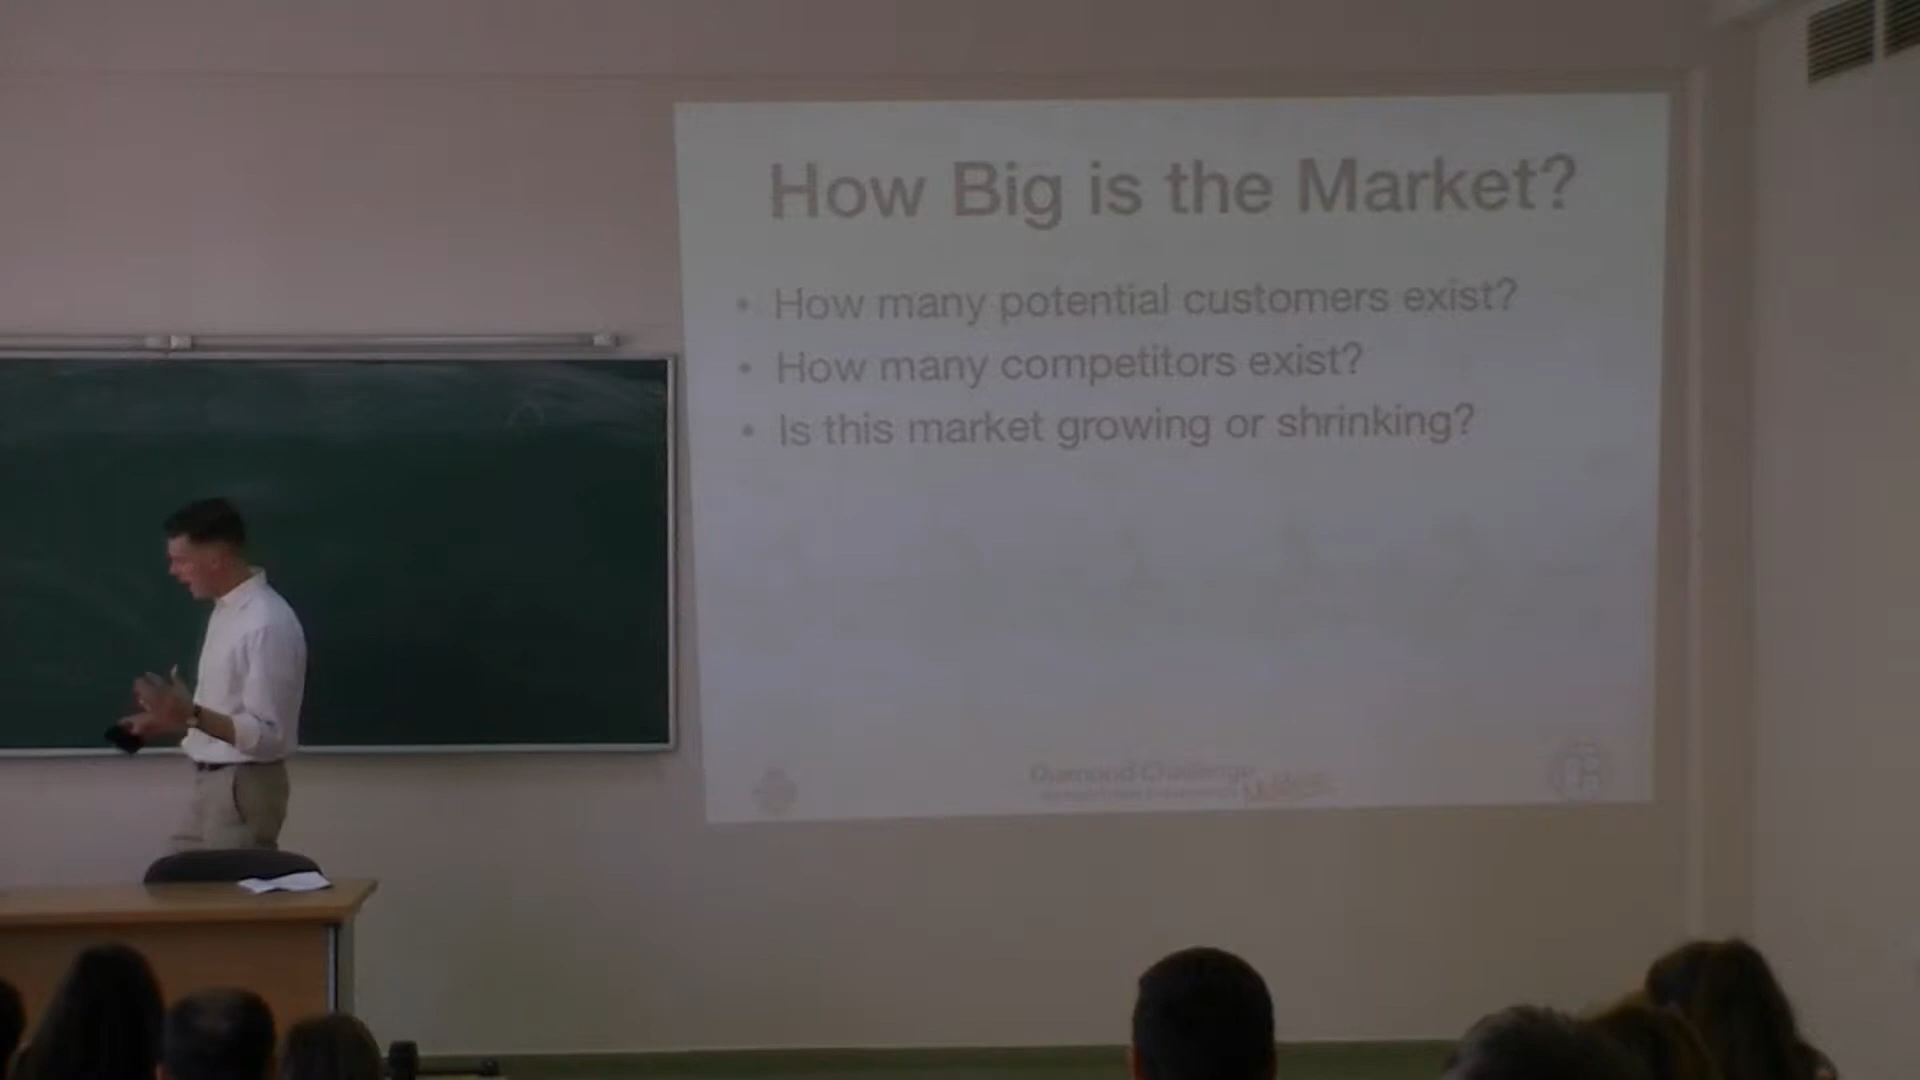 How Big is the Market?
• How many potential customers exist?
• How many competitors exist?
• Is this market growing or shrinking?
Diamond Challenge